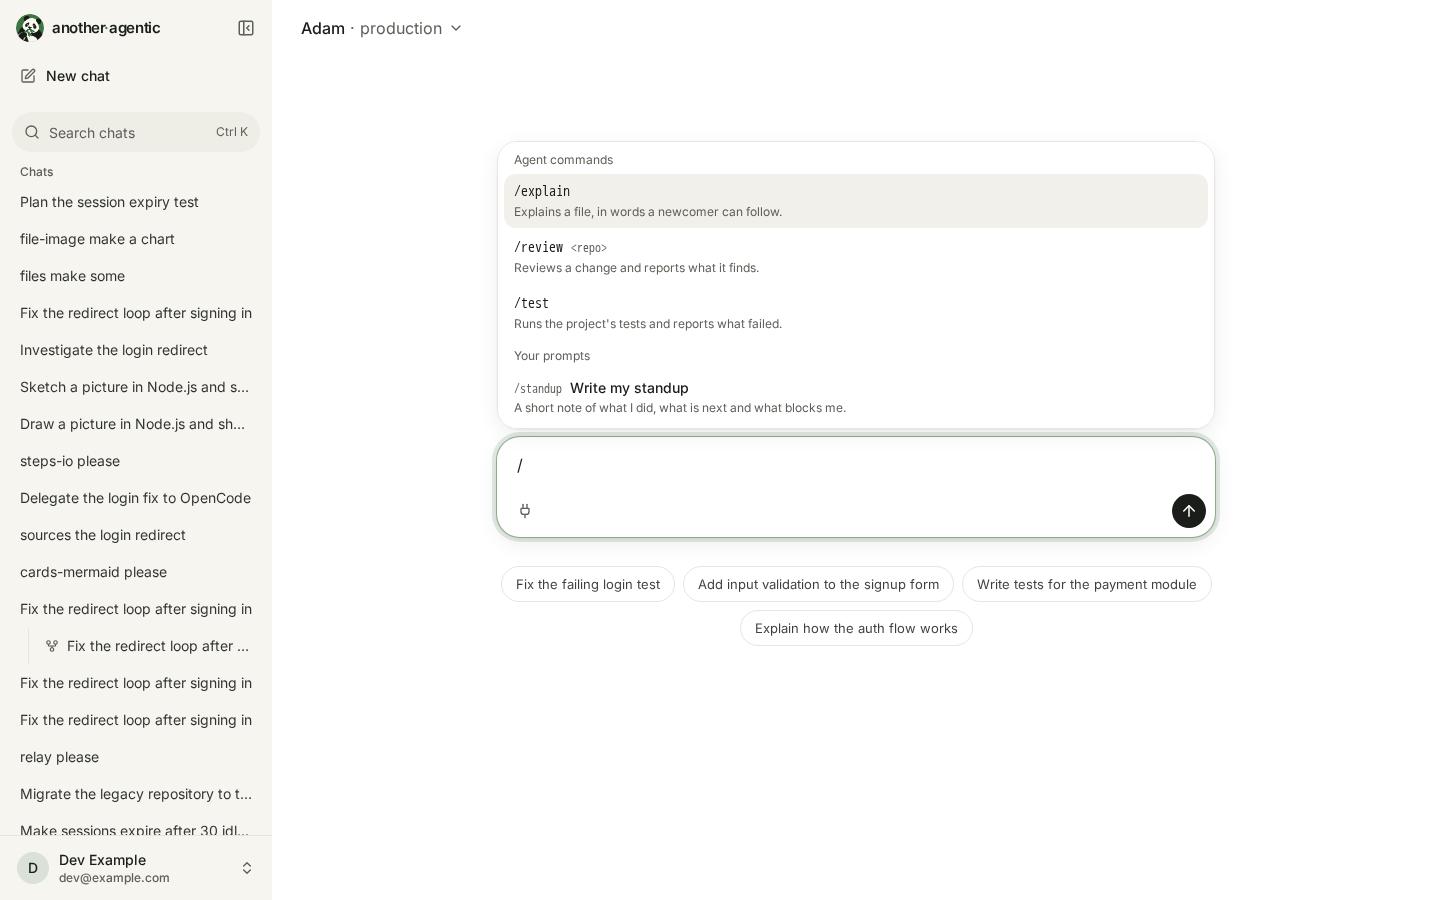 another·agentic
New chat
Search chats Ctrl K
Chats
Plan the session expiry test
file-image make a chart
files make some
Fix the redirect loop after signing in
Investigate the login redirect
Sketch a picture in Node.js and s...
Draw a picture in Node.js and sh...
steps-io please
Delegate the login fix to OpenCode
sources the login redirect
cards-mermaid please
Fix the redirect loop after signing in
Fix the redirect loop after ...
Fix the redirect loop after signing in
Fix the redirect loop after signing in
relay please
Migrate the legacy repository to t...
Make sessions expire after 30 idl...
D
Dev Example
dev@example.com
Adam · production
Agent commands
/explain
Explains a file, in words a newcomer can follow.
/review <repo>
Reviews a change and reports what it finds.
/test
Runs the project's tests and reports what failed.
Your prompts
/standup Write my standup
A short note of what I did, what is next and what blocks me.
/
Fix the failing login test
Add input validation to the signup form
Write tests for the payment module
Explain how the auth flow works